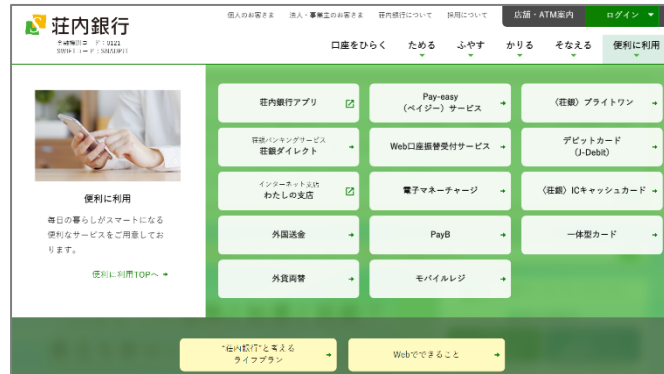 個人のお客さま 法人・事業主のお客さま 荘内銀行について 採用について 店舗・ATM案内 ログイン
荘内銀行
金融機関コード:0121
口座をひらく ためる ふやす かりる そなえる 便利に利用
荘内銀行アプリ
Pay-easy
(ペイジー)サービス
〈荘銀〉ブライトワン
荘銀バンキングサービス
荘銀ダイレクト
Web口座振替受付サービス
デビットカード
(J-Debit)
インターネット支店
わたしの支店
電子マネーチャージ
〈荘銀〉ICキャッシュカード
外国送金
PayB
一体型カード
外貨両替
モバイルレジ
便利に利用
毎日の暮らしがスマートになる
便利なサービスをご用意してお
ります。
便利に利用TOPへ
"荘内銀行"と考える
ライフプラン
Webでできること